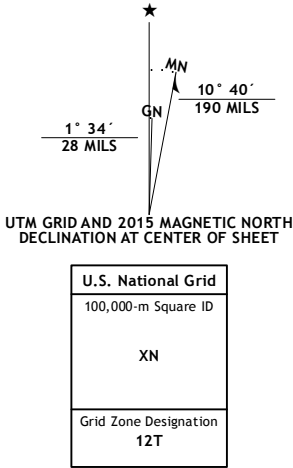 ★
MN
10° 40´
190 MILS
GN
1° 34´
28 MILS
UTM GRID AND 2015 MAGNETIC NORTH
DECLINATION AT CENTER OF SHEET
U.S. National Grid
100,000-m Square ID
XN
Grid Zone Designation
12T